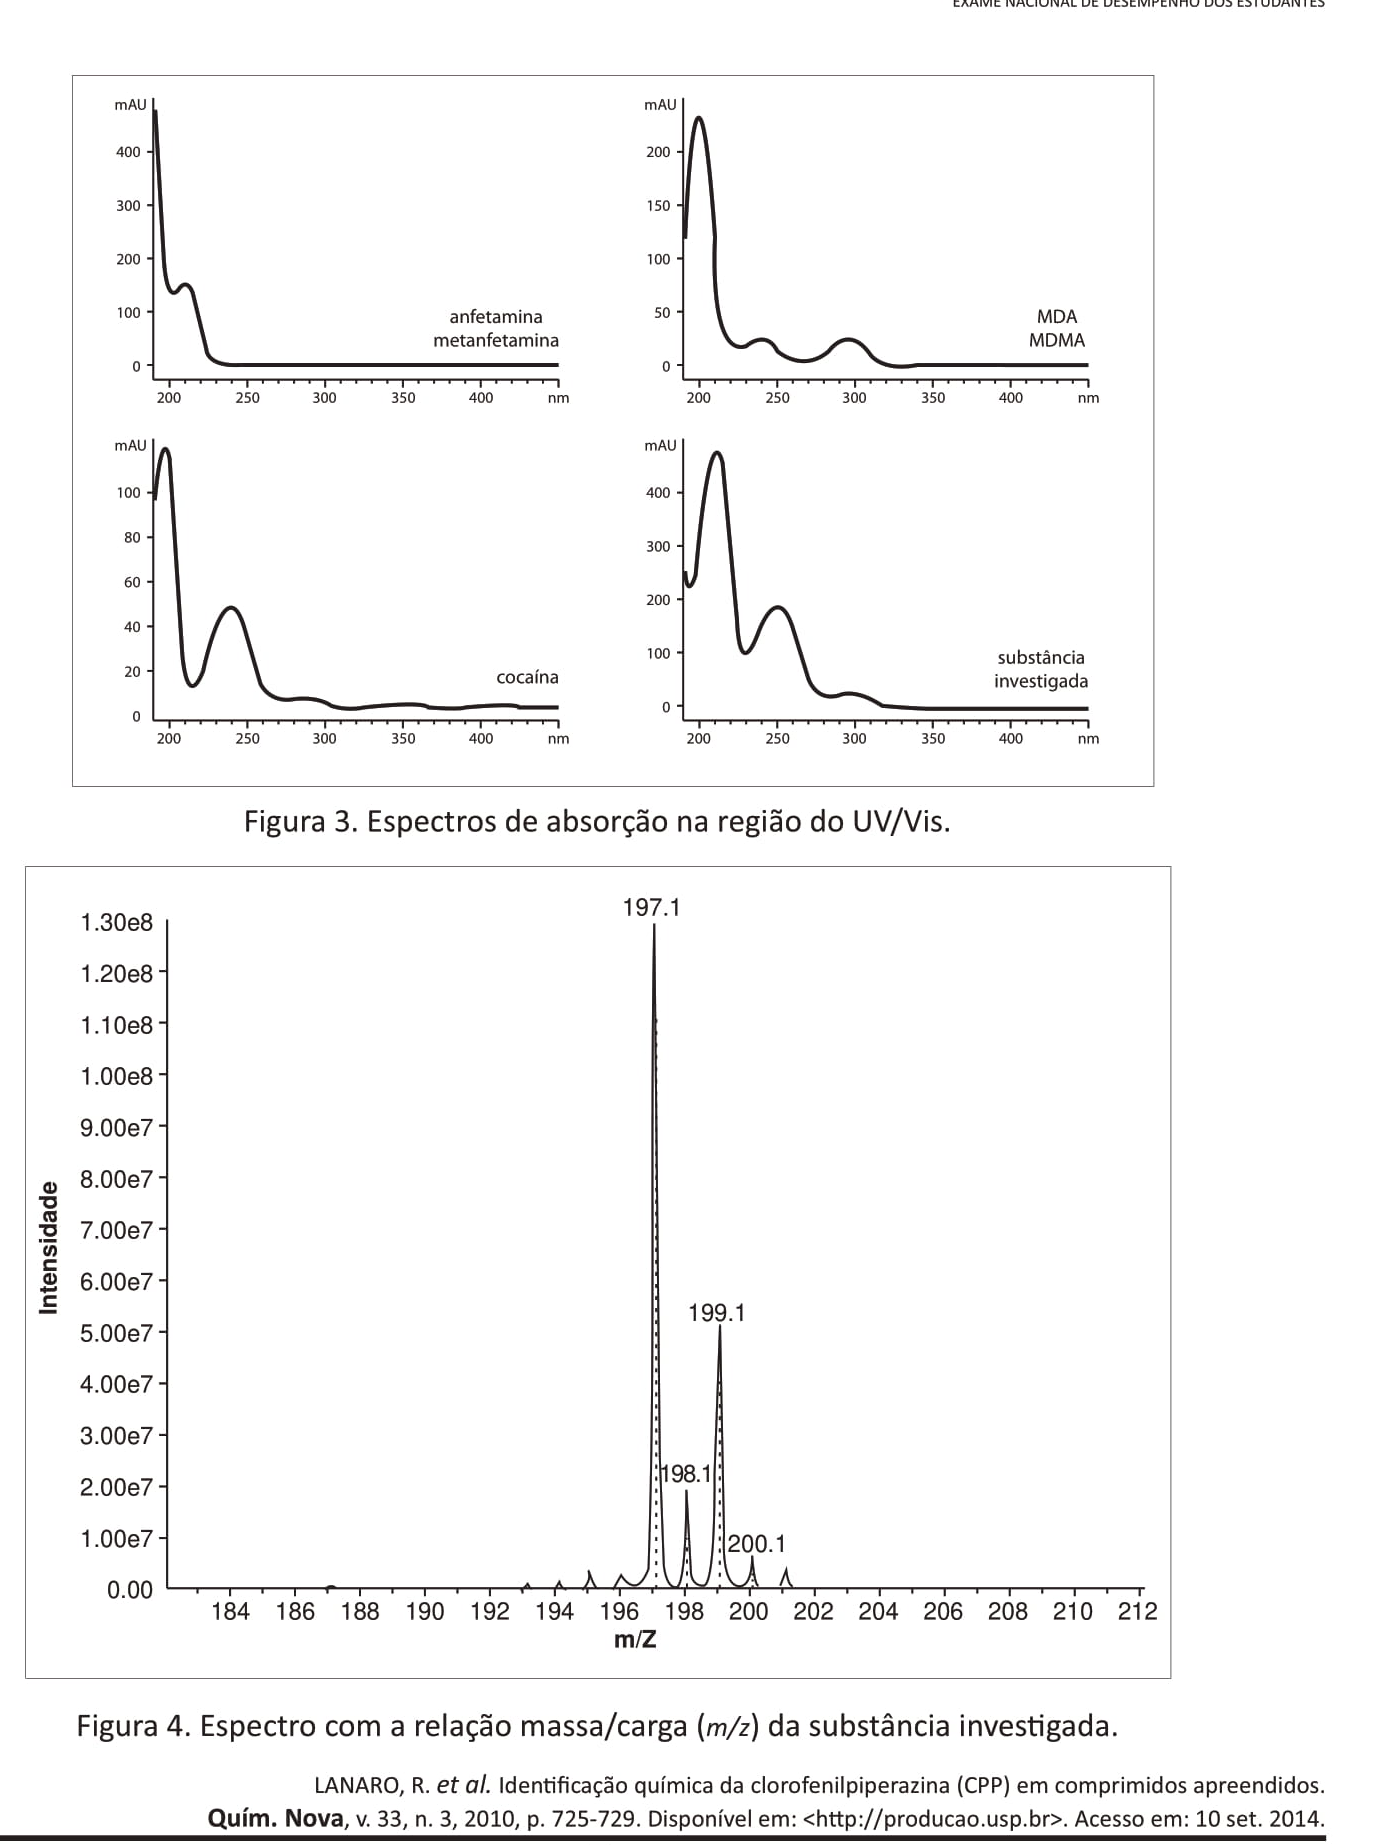 EXAME NACIONAL DE DESEMPENHO DOS ESTUDANTES
mAU
400
300
200
100
0
200 250 300 350 400 nm
anfetamina
metanfetamina
mAU
200
150
100
50
0
200 250 300 350 400 nm
MDA
MDMA
mAU
100
80
60
40
20
0
200 250 300 350 400 nm
cocaína
mAU
400
300
200
100
0
200 250 300 350 400 nm
substância
investigada
Figura 3. Espectros de absorção na região do UV/Vis.
197.1
1.30e8
1.20e8
1.10e8
1.00e8
9.00e7
8.00e7
7.00e7
6.00e7
5.00e7
4.00e7
3.00e7
2.00e7
1.00e7
0.00
Intensidade
199.1
198.1
200.1
184 186 188 190 192 194 196 198 200 202 204 206 208 210 212
m/Z
Figura 4. Espectro com a relação massa/carga (m/z) da substância investigada.
LANARO, R. et al. Identificação química da clorofenilpiperazina (CPP) em comprimidos apreendidos.
Quím. Nova, v. 33, n. 3, 2010, p. 725-729. Disponível em: <http://producao.usp.br>. Acesso em: 10 set. 2014.